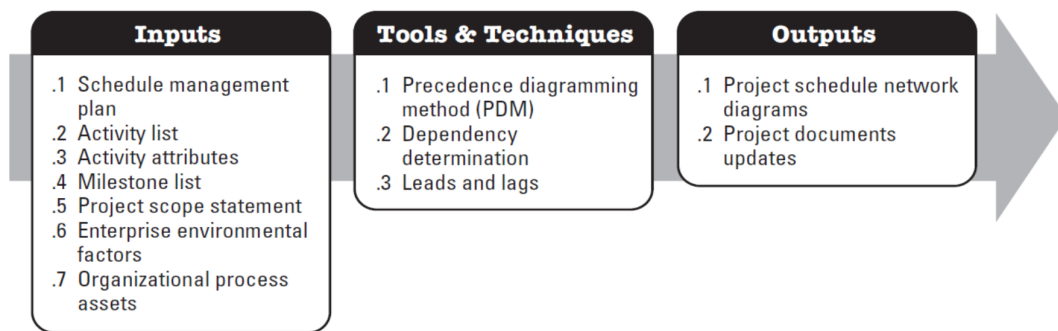 Inputs
.1 Schedule management
plan
.2 Activity list
.3 Activity attributes
.4 Milestone list
.5 Project scope statement
.6 Enterprise environmental
factors
.7 Organizational process
assets
Tools & Techniques
.1 Precedence diagramming
method (PDM)
.2 Dependency
determination
.3 Leads and lags
Outputs
.1 Project schedule network
diagrams
.2 Project documents
updates